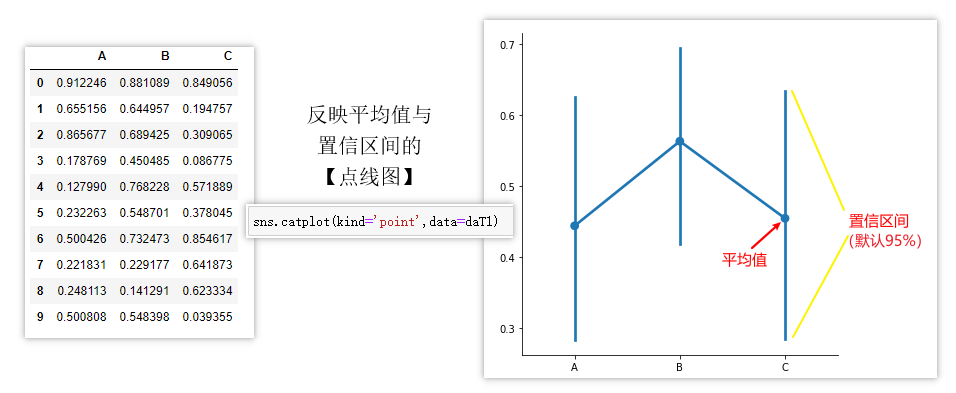 A B C
0 0.912246 0.881089 0.849056
1 0.655156 0.644957 0.194757
2 0.865677 0.689425 0.309065
3 0.178769 0.450485 0.086775
4 0.127990 0.768228 0.571889
5 0.232263 0.548701 0.378045
6 0.500426 0.732473 0.854617
7 0.221831 0.229177 0.641873
8 0.248113 0.141291 0.623334
9 0.500808 0.548398 0.039355
反映平均值与
置信区间的
【点线图】
sns.catplot(kind='point',data=daT1)
0.7
0.6
0.5
0.4
0.3
A B C
平均值
置信区间
(默认95%)